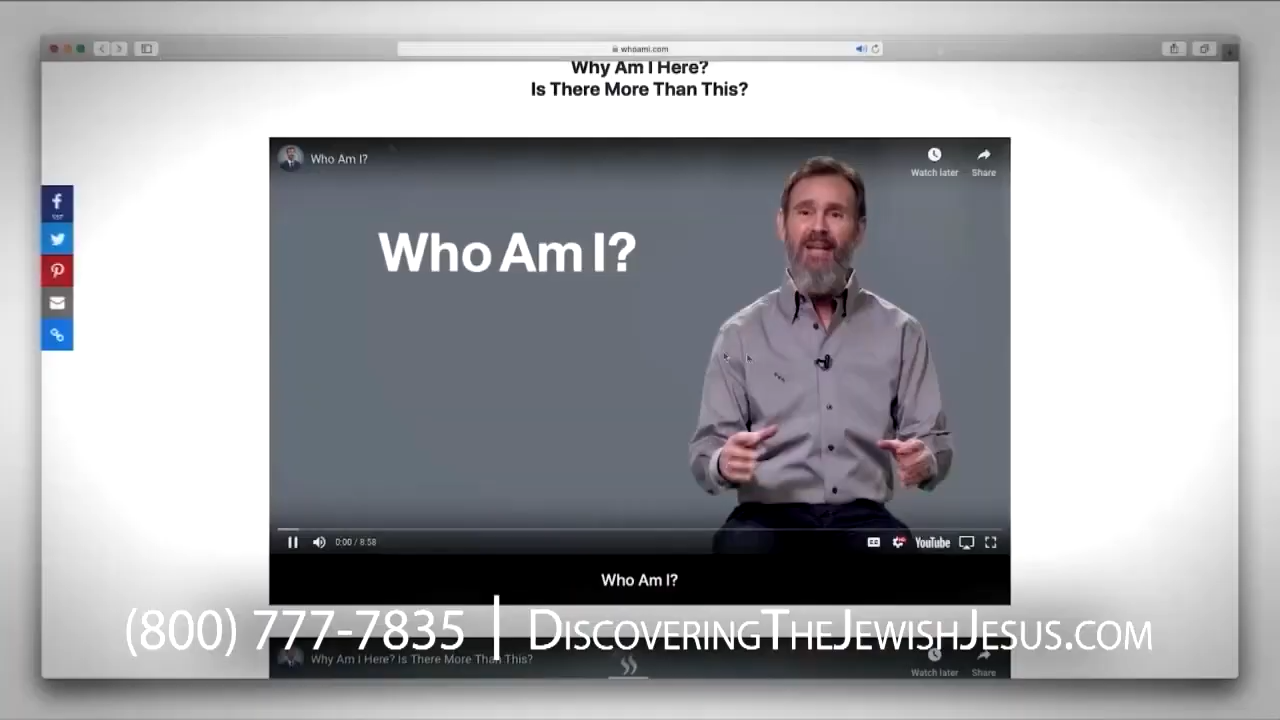 whoami.com
Why Am I Here?
Is There More Than This?
Who Am I?
Watch later
Share
Who Am I?
0:00 / 8:58
YouTube
Who Am I?
(800) 777-7835 | DISCOVERINGTHEJEWISHJESUS.COM
Why Am I Here? Is There More Than This?
Watch later
Share